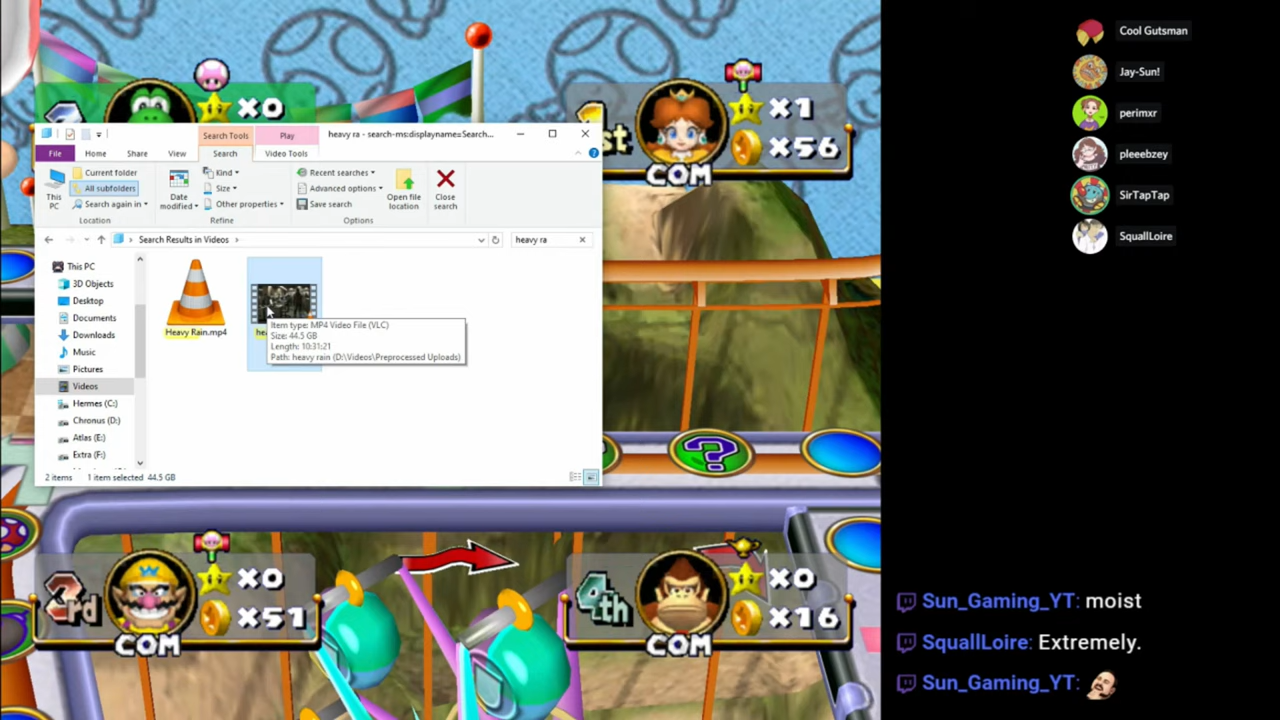 ×0
×1
×56
st
COM
Search Tools
Play
heavy ra - search-ms:displayname=Search...
File
Home
Share
View
Search
Video Tools
This PC
Current folder
All subfolders
Search again in
Location
Date modified
Kind
Size
Other properties
Refine
Recent searches
Advanced options
Save search
Open file location
Options
Close search
Search Results in Videos
heavy ra
This PC
3D Objects
Desktop
Documents
Downloads
Music
Pictures
Videos
Hermes (C:)
Chronus (D:)
Atlas (E:)
Extra (F:)
Heavy Rain.mp4
hea
Item type: MP4 Video File (VLC)
Size: 44.5 GB
Length: 10:31:21
Path: heavy rain (D:\Videos\Preprocessed Uploads)
2 items
1 item selected 44.5 GB
?
3rd
×0
×51
COM
4th
×0
×16
COM
Cool Gutsman
Jay-Sun!
perimxr
pleeebzey
SirTapTap
SquallLoire
Sun_Gaming_YT: moist
SquallLoire: Extremely.
Sun_Gaming_YT: